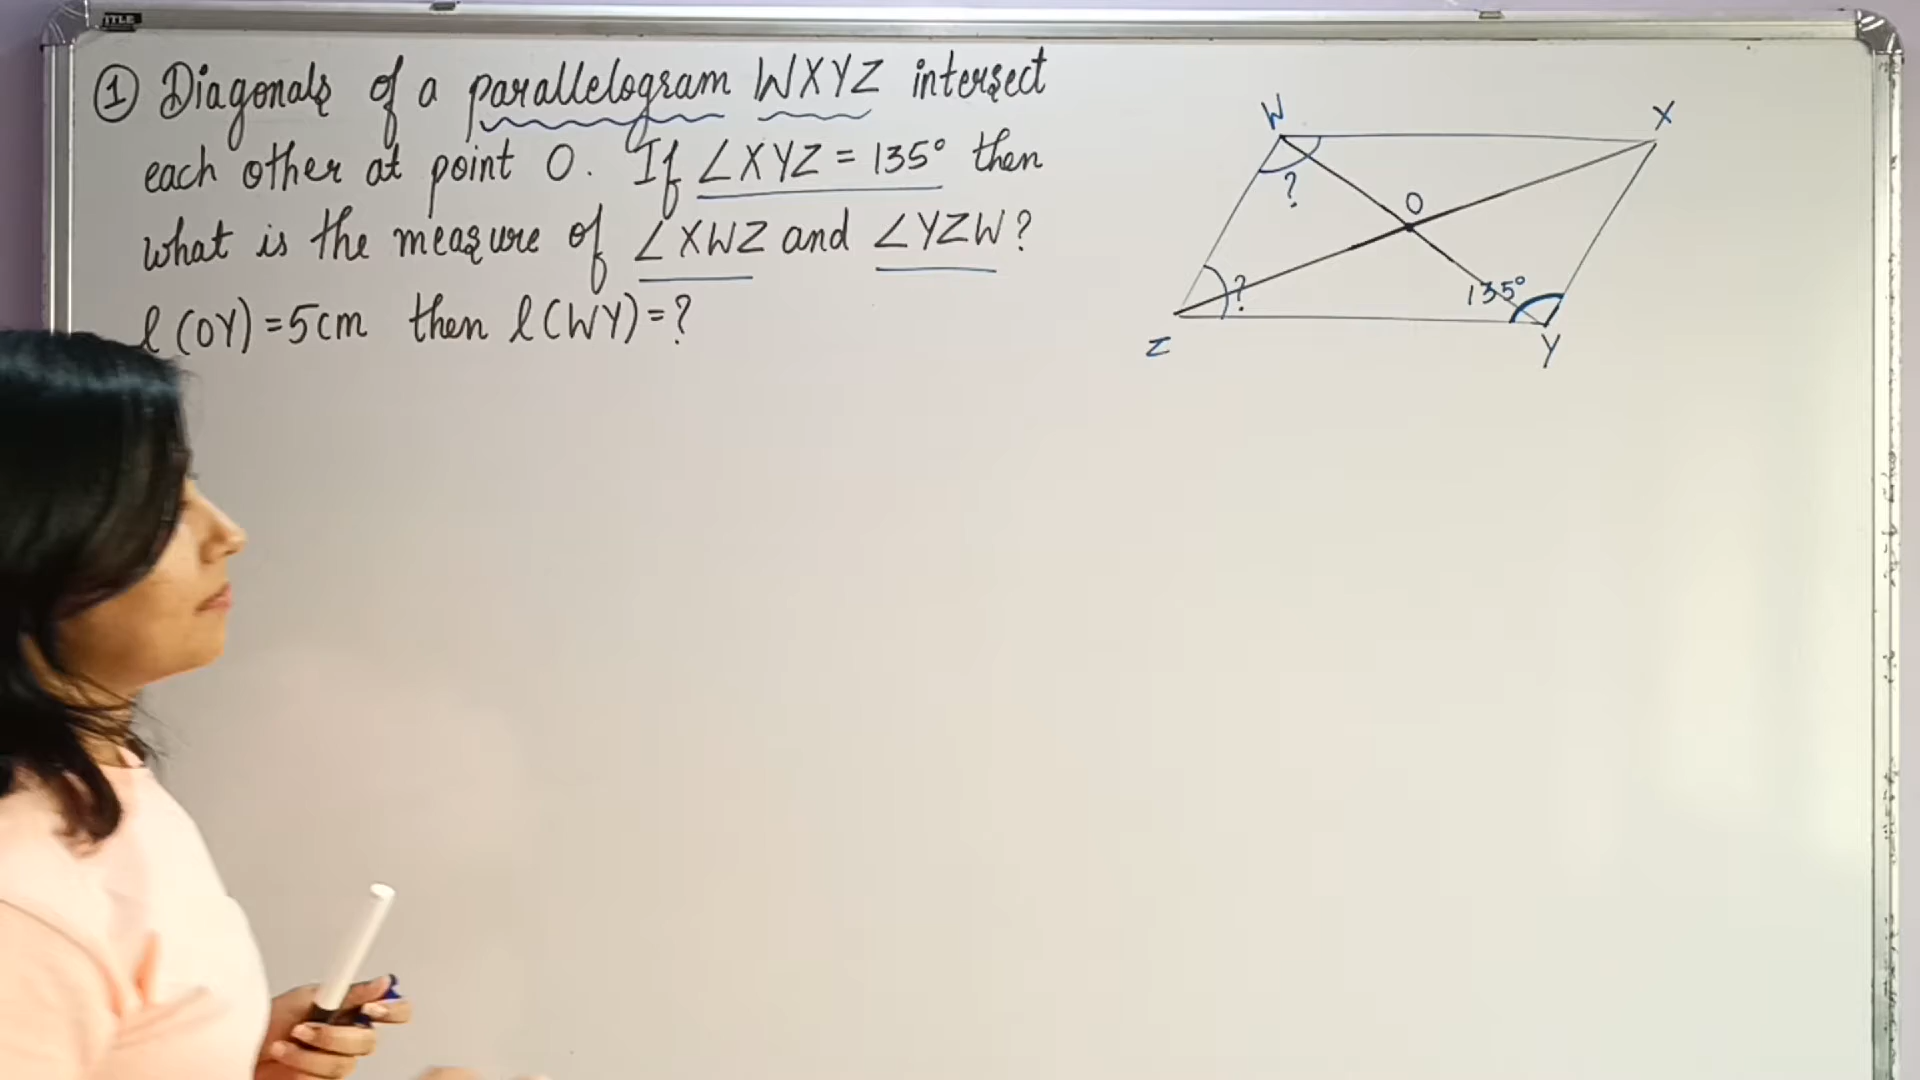 ① Diagonals of a parallelogram WXYZ intersect
each other at point O. If ∠XYZ = 135° then
what is the measure of ∠XWZ and ∠YZW?
l(OY)=5cm then l(WY)=?
W
X
?
O
?
135°
Z
Y